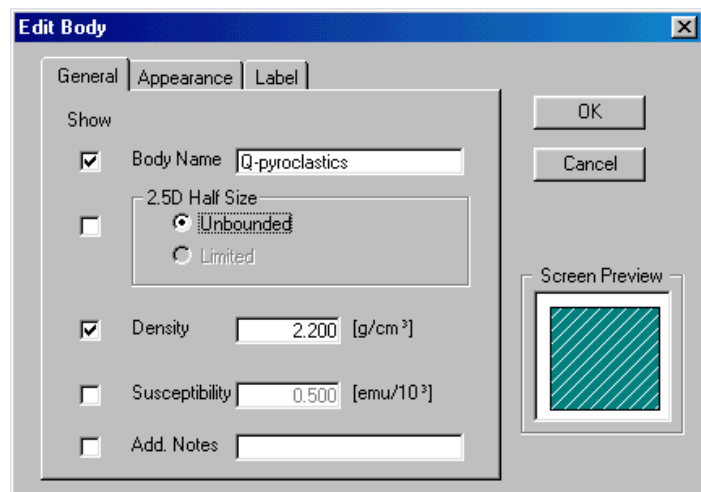 Edit Body
General Appearance Label
Show
OK
Body Name Q-pyroclastics
Cancel
2.5D Half Size
Unbounded
Limited
Screen Preview
Density 2.200 [g/cm³]
Susceptibility 0.500 [emu/10³]
Add. Notes